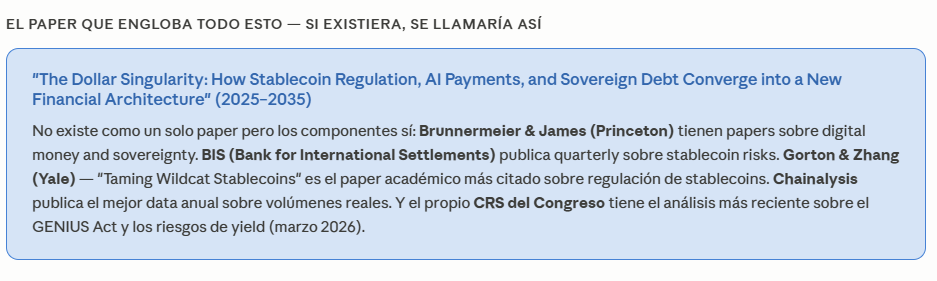 EL PAPER QUE ENGLOBA TODO ESTO — SI EXISTIERA, SE LLAMARÍA ASÍ
"The Dollar Singularity: How Stablecoin Regulation, AI Payments, and Sovereign Debt Converge into a New
Financial Architecture" (2025–2035)
No existe como un solo paper pero los componentes sí: Brunnermeier & James (Princeton) tienen papers sobre digital
money and sovereignty. BIS (Bank for International Settlements) publica quarterly sobre stablecoin risks. Gorton & Zhang
(Yale) — "Taming Wildcat Stablecoins" es el paper académico más citado sobre regulación de stablecoins. Chainalysis
publica el mejor data anual sobre volúmenes reales. Y el propio CRS del Congreso tiene el análisis más reciente sobre el
GENIUS Act y los riesgos de yield (marzo 2026).